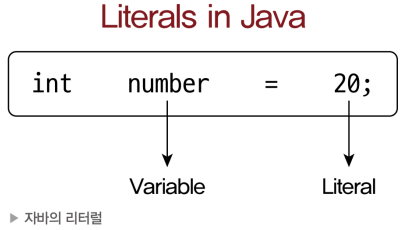 Literals in Java
int number = 20;
Variable Literal
▶ 자바의 리터럴